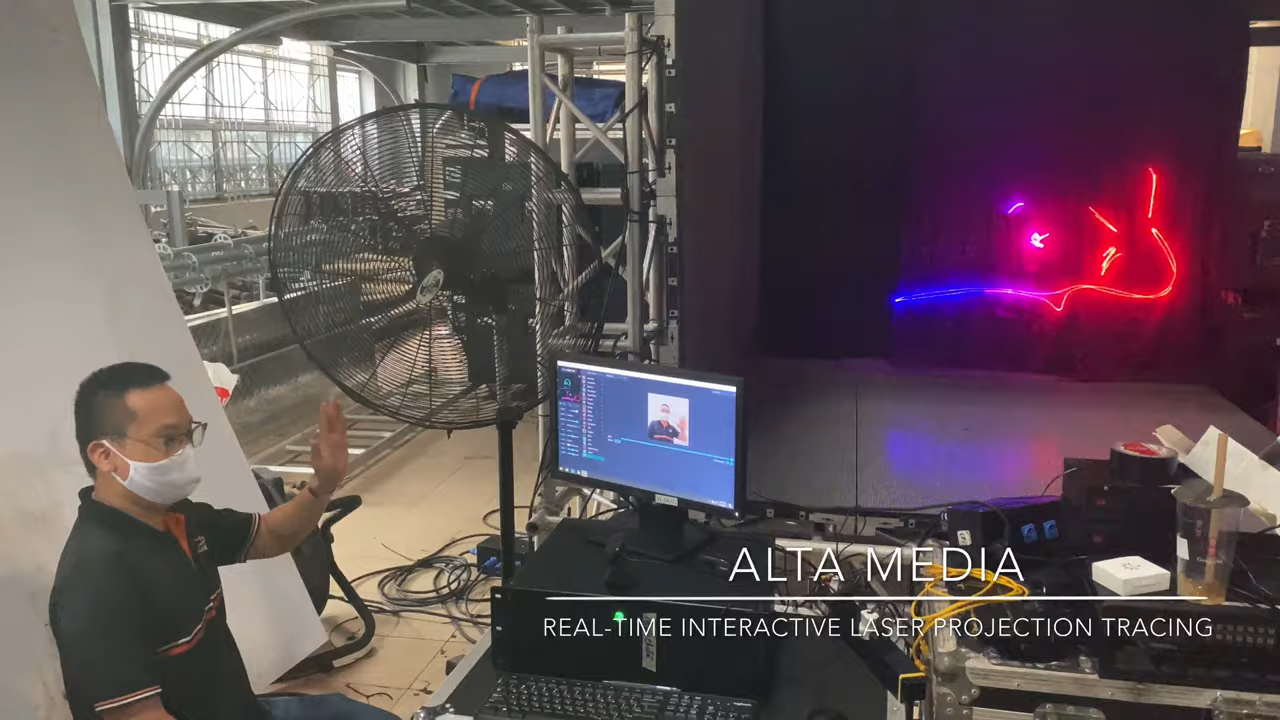 ALTA MEDIA
REAL-TIME INTERACTIVE LASER PROJECTION TRACING